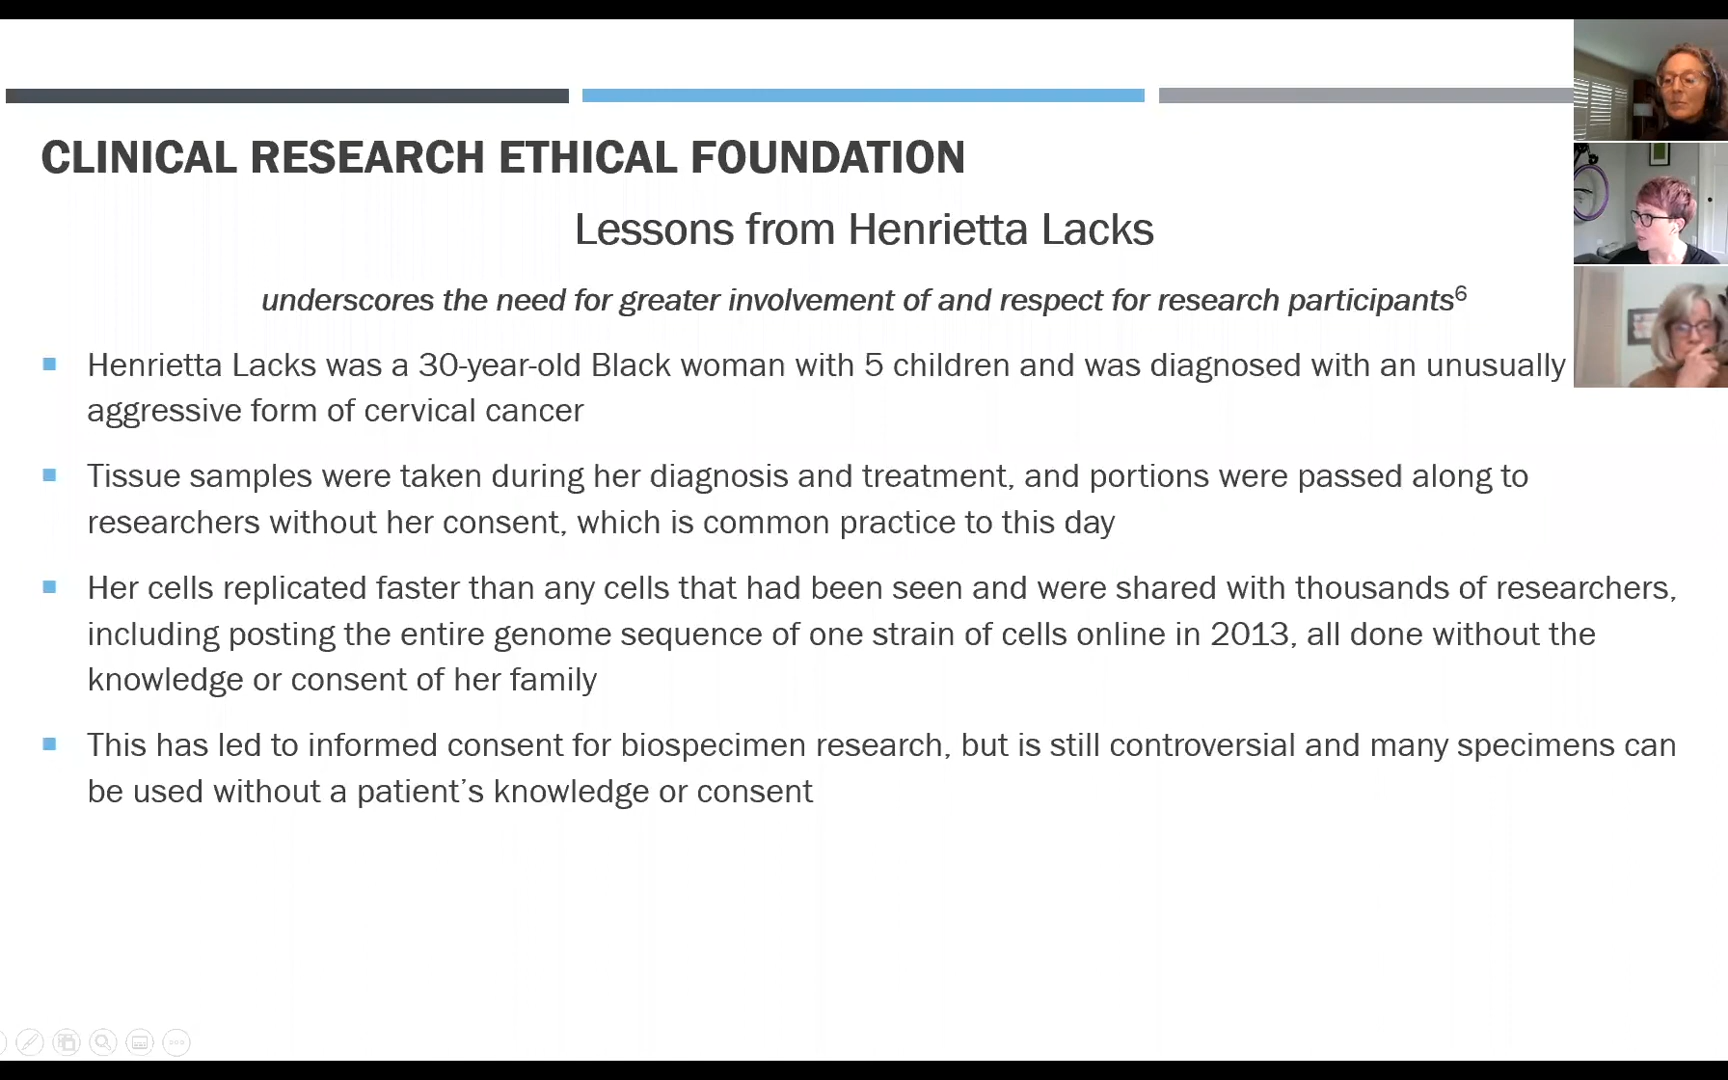 CLINICAL RESEARCH ETHICAL FOUNDATION
Lessons from Henrietta Lacks
underscores the need for greater involvement of and respect for research participants⁶
Henrietta Lacks was a 30-year-old Black woman with 5 children and was diagnosed with an unusually
aggressive form of cervical cancer
Tissue samples were taken during her diagnosis and treatment, and portions were passed along to
researchers without her consent, which is common practice to this day
Her cells replicated faster than any cells that had been seen and were shared with thousands of researchers,
including posting the entire genome sequence of one strain of cells online in 2013, all done without the
knowledge or consent of her family
This has led to informed consent for biospecimen research, but is still controversial and many specimens can
be used without a patient’s knowledge or consent